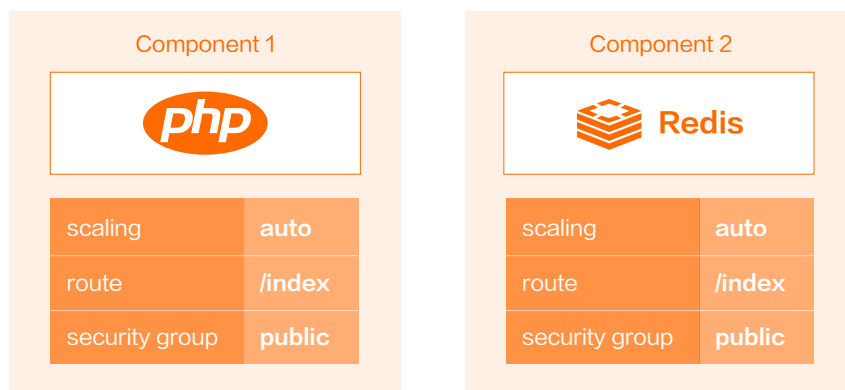 Component 1
php
scaling auto
route /index
security group public
Component 2
Redis
scaling auto
route /index
security group public